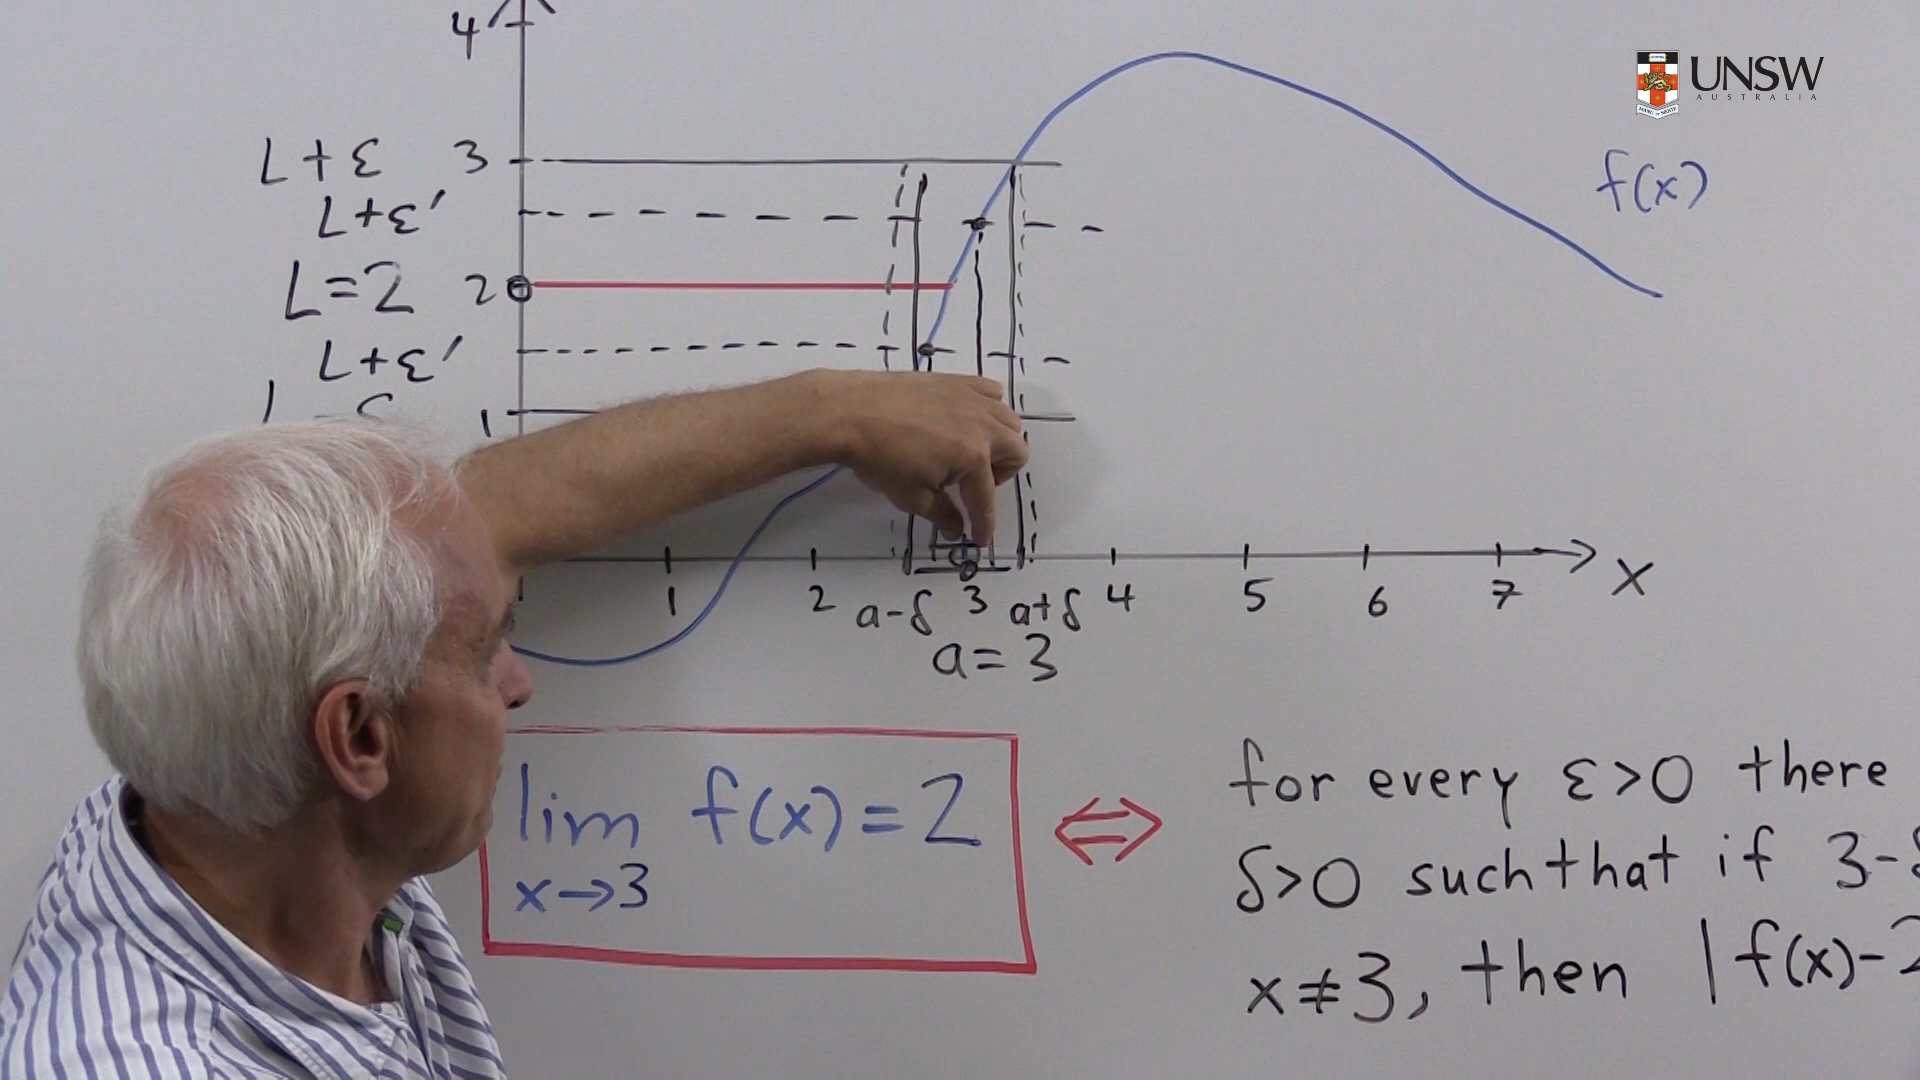 4
UNSW
AUSTRALIA
L+ε 3
L+ε′
f(x)
L=2 2
L+ε′
1
1 2 a-δ 3 a+δ 4 5 6 7 x
a=3
lim f(x)=2
x→3
⇔
for every ε>0 there
δ>0 such that if 3-δ
x≠3, then |f(x)-2